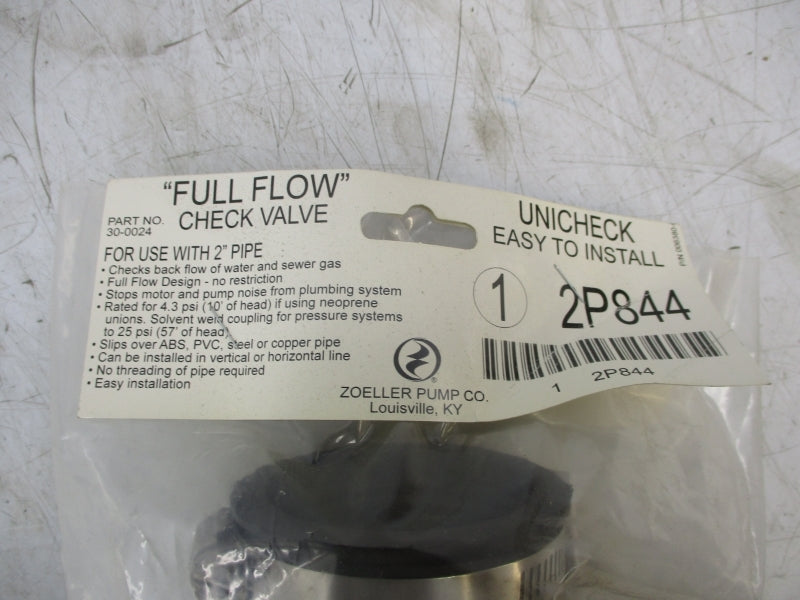 "FULL FLOW"
CHECK VALVE
PART NO.
30-0024
FOR USE WITH 2" PIPE
• Checks back flow of water and sewer gas
• Full Flow Design - no restriction
• Stops motor and pump noise from plumbing system
• Rated for 4.3 psi (10' of head) if using neoprene
unions. Solvent weld coupling for pressure systems
to 25 psi (57' of head)
• Slips over ABS, PVC, steel or copper pipe
• Can be installed in vertical or horizontal line
• No threading of pipe required
• Easy installation
®
ZOELLER PUMP CO.
Louisville, KY
UNICHECK
EASY TO INSTALL
1
2P844
1 2P844
P/N